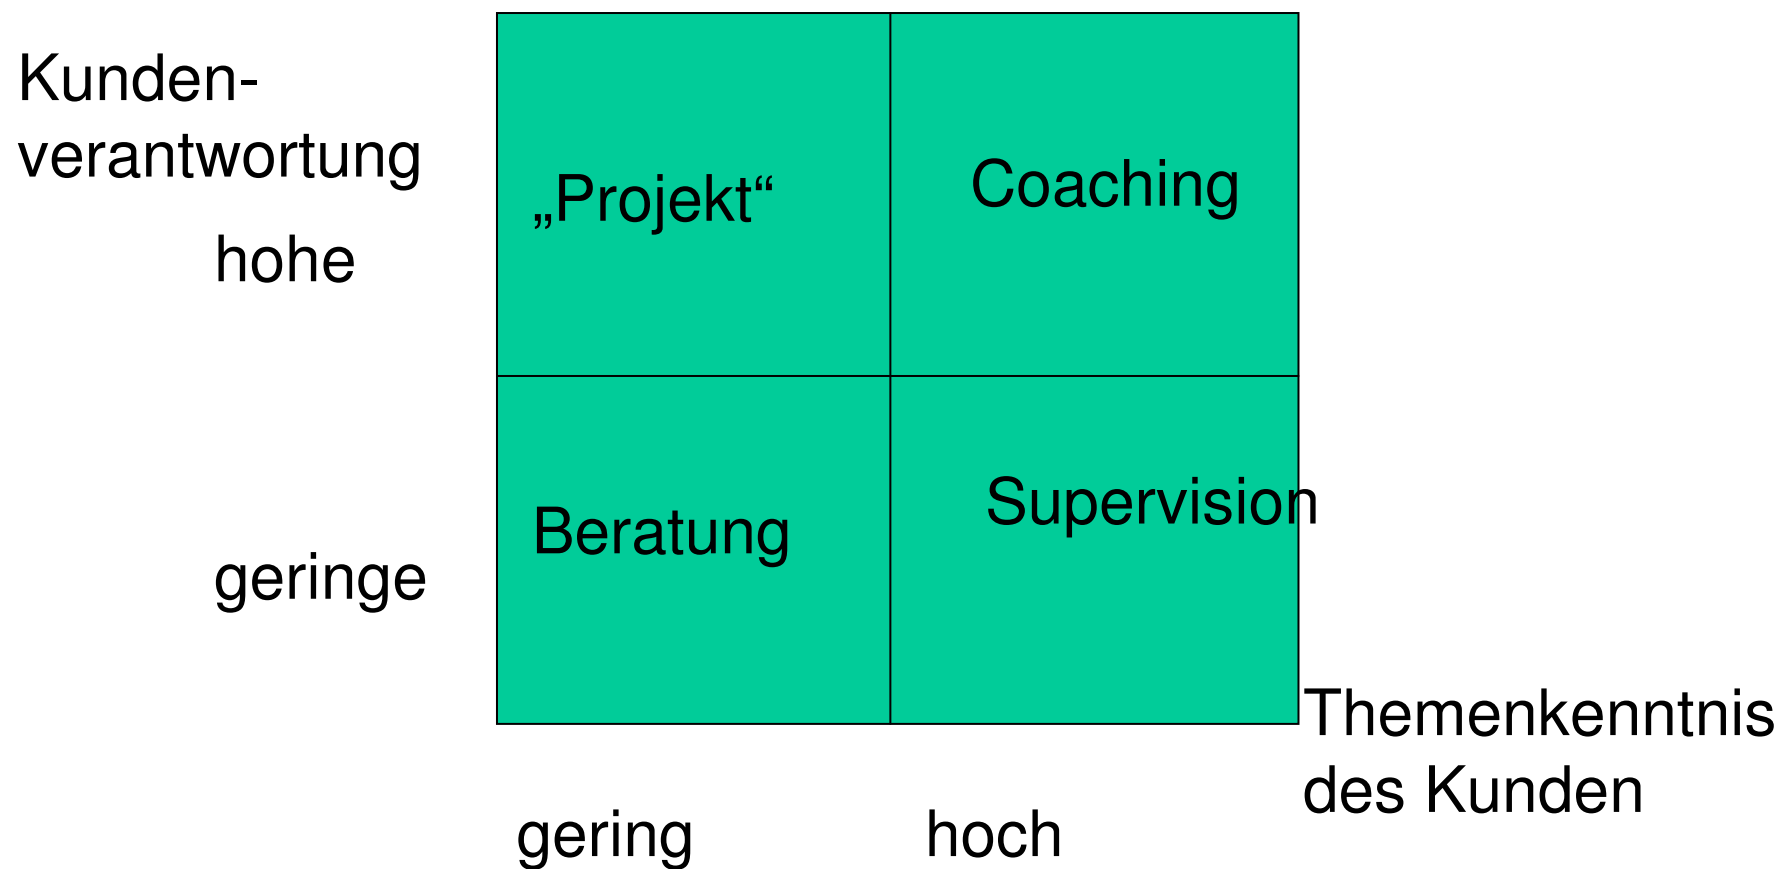 Kunden-
verantwortung
hohe
„Projekt“
Coaching
geringe
Beratung
Supervision
Themenkenntnis
des Kunden
gering
hoch